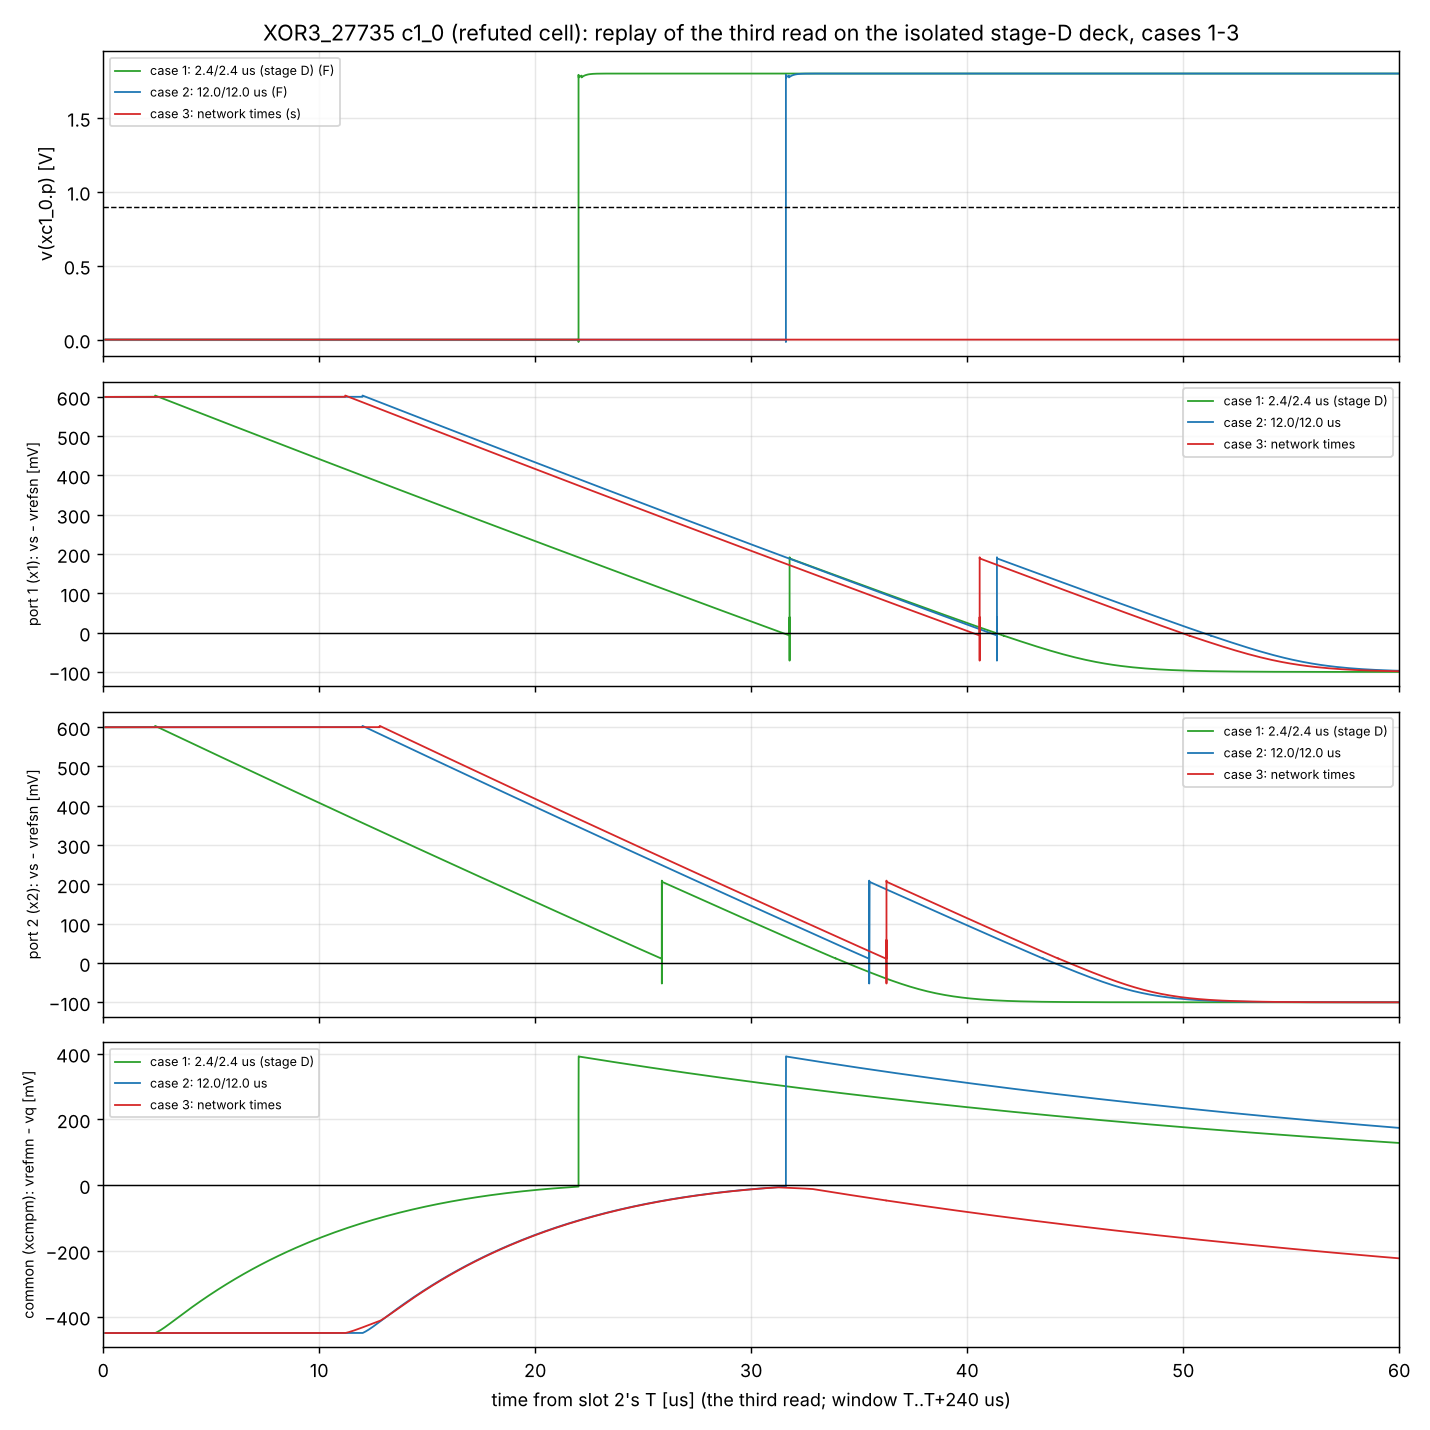 XOR3_27735 c1_0 (refuted cell): replay of the third read on the isolated stage-D deck, cases 1-3
v(xc1_0.p) [V]
1.5
1.0
0.5
0.0
case 1: 2.4/2.4 us (stage D) (F)
case 2: 12.0/12.0 us (F)
case 3: network times (s)
port 1 (x1): vs - vrefsn [mV]
600
500
400
300
200
100
0
−100
case 1: 2.4/2.4 us (stage D)
case 2: 12.0/12.0 us
case 3: network times
port 2 (x2): vs - vrefsn [mV]
600
500
400
300
200
100
0
−100
case 1: 2.4/2.4 us (stage D)
case 2: 12.0/12.0 us
case 3: network times
common (xcmpm): vrefmn - vq [mV]
400
200
0
−200
−400
case 1: 2.4/2.4 us (stage D)
case 2: 12.0/12.0 us
case 3: network times
0 10 20 30 40 50 60
time from slot 2's T [us] (the third read; window T..T+240 us)